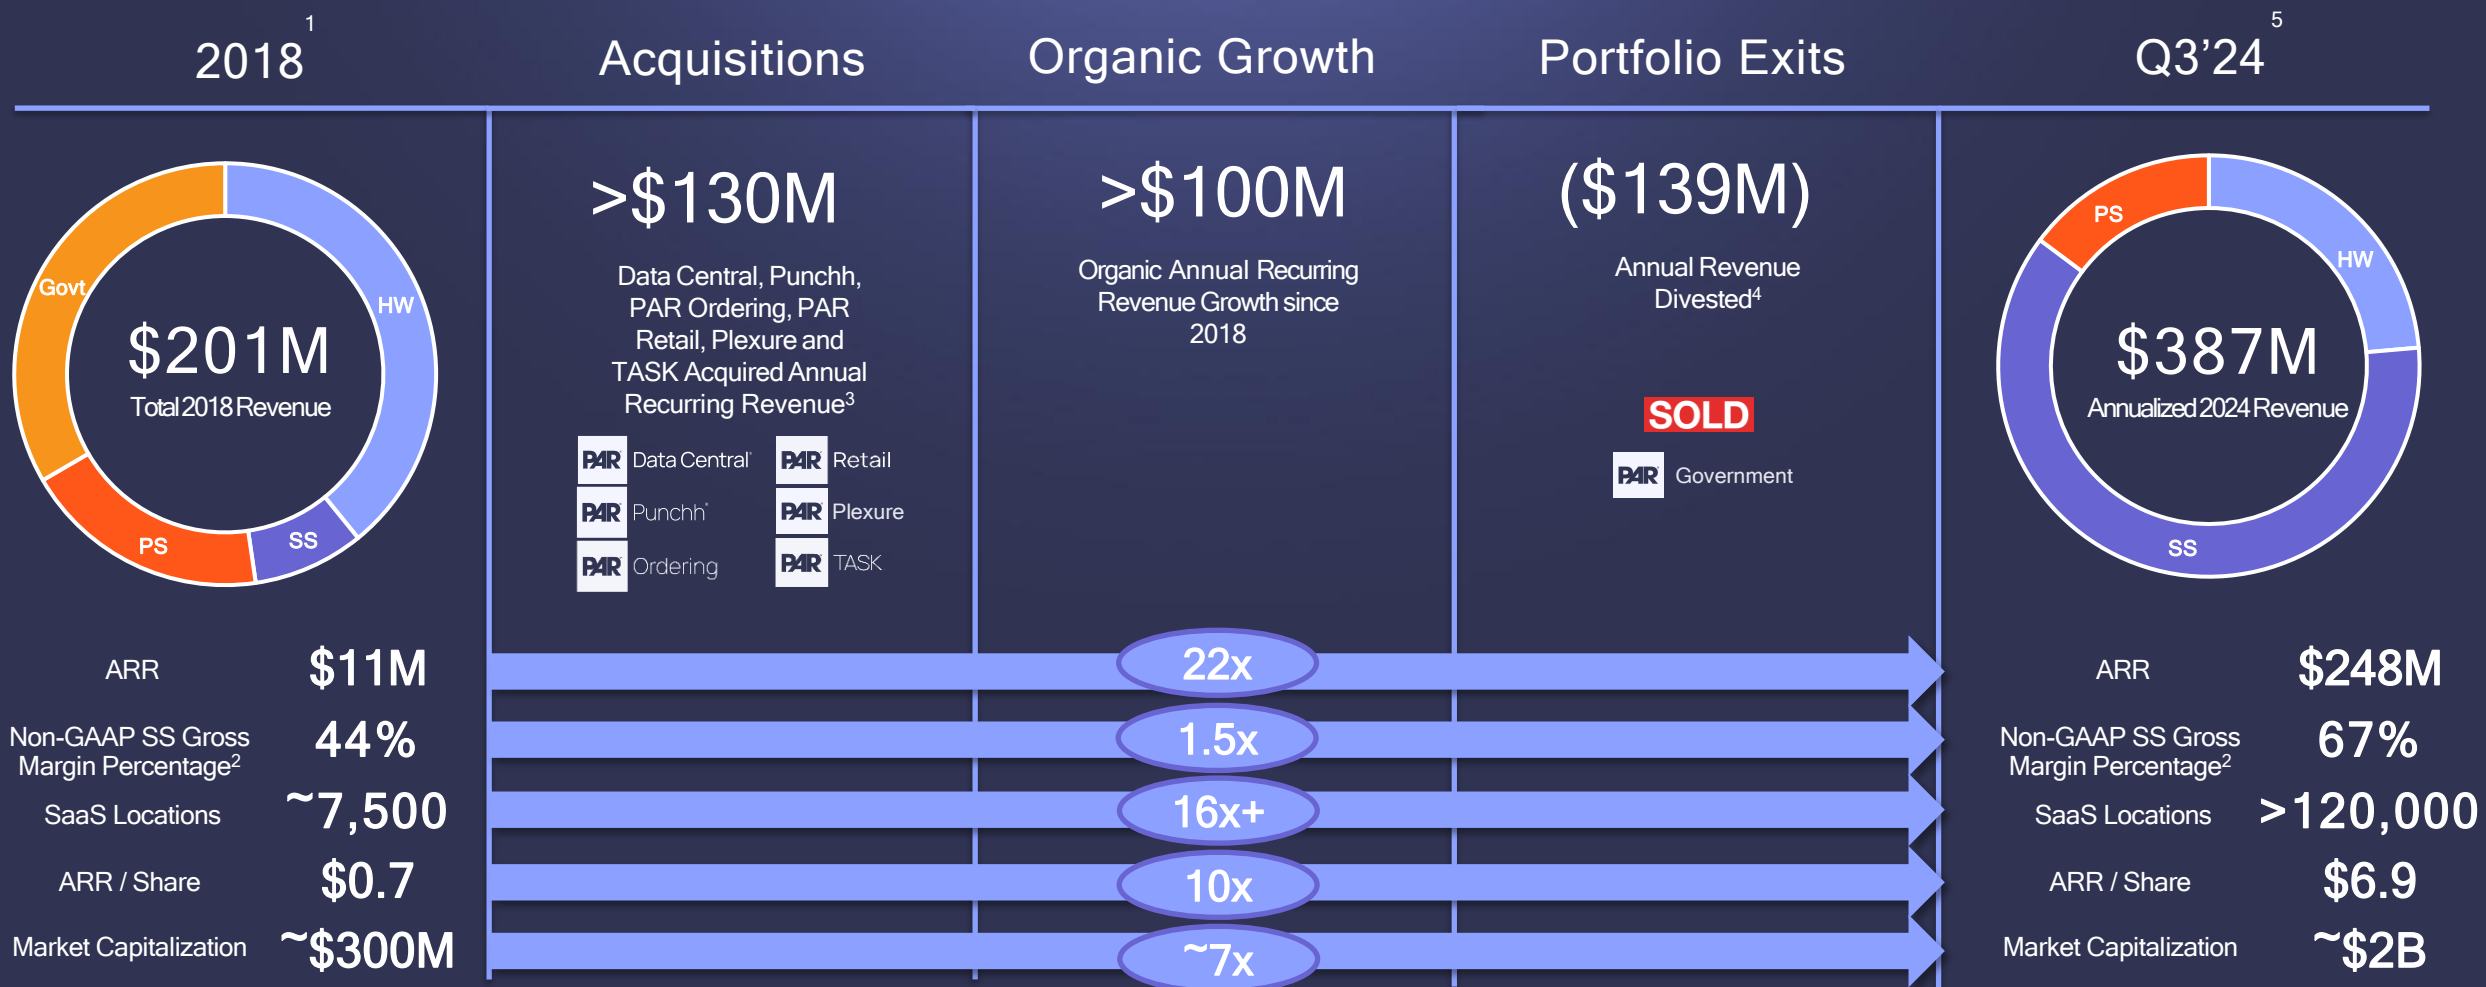 2018¹
Acquisitions
Organic Growth
Portfolio Exits
Q3’24⁵
Govt
HW
$201M
Total 2018 Revenue
PS
SS
>$130M
Data Central, Punchh,
PAR Ordering, PAR
Retail, Plexure and
TASK Acquired Annual
Recurring Revenue³
PAR Data Central
PAR Retail
PAR Punchh
PAR Plexure
PAR Ordering
PAR TASK
>$100M
Organic Annual Recurring
Revenue Growth since
2018
($139M)
Annual Revenue
Divested⁴
SOLD
PAR Government
PS
HW
$387M
Annualized 2024 Revenue
SS
ARR $11M
22x
ARR $248M
Non-GAAP SS Gross
Margin Percentage²
44%
1.5x
Non-GAAP SS Gross
Margin Percentage²
67%
SaaS Locations ~7,500
16x+
SaaS Locations >120,000
ARR / Share $0.7
10x
ARR / Share $6.9
Market Capitalization ~$300M
~7x
Market Capitalization ~$2B